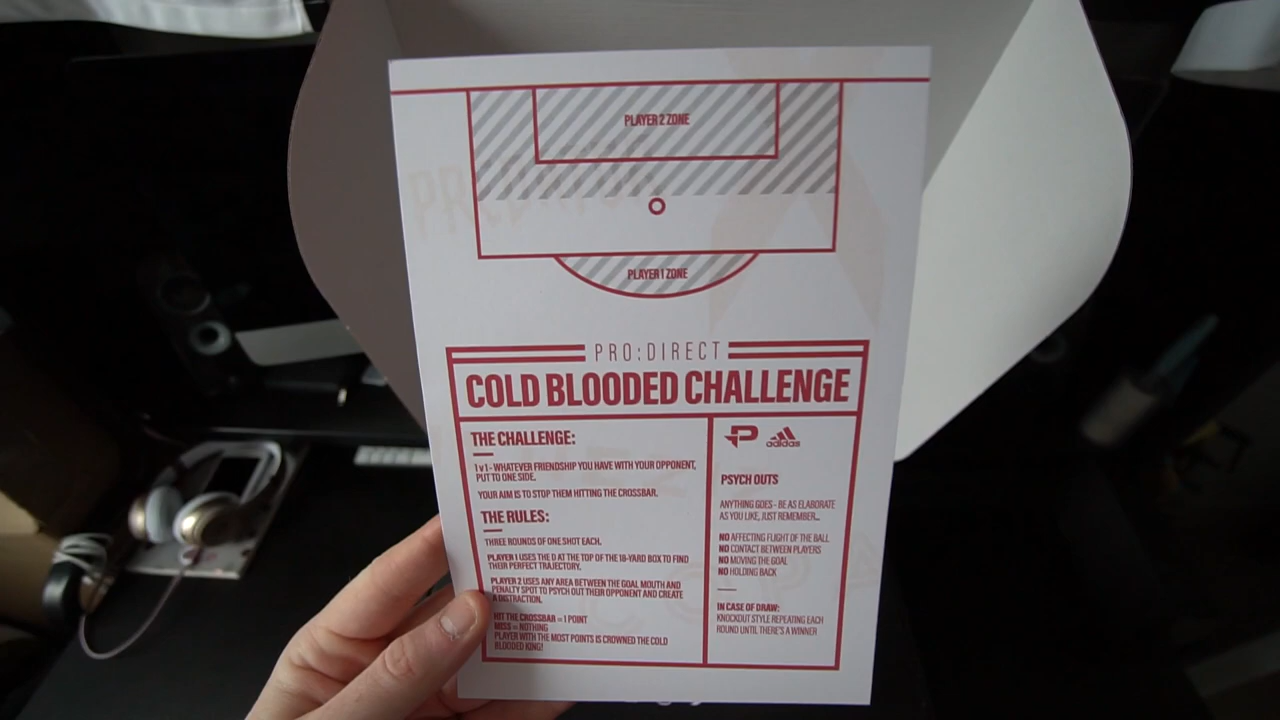 PLAYER 2 ZONE
PLAYER 1 ZONE
PRO:DIRECT
COLD BLOODED CHALLENGE
THE CHALLENGE:
1v1 - WHATEVER FRIENDSHIP YOU HAVE WITH YOUR OPPONENT,
PUT TO ONE SIDE.
YOUR AIM IS TO STOP THEM HITTING THE CROSSBAR.
THE RULES:
THREE ROUNDS OF ONE SHOT EACH.
PLAYER 1 USES THE D AT THE TOP OF THE 18-YARD BOX TO FIND
THEIR PERFECT TRAJECTORY.
PLAYER 2 USES ANY AREA BETWEEN THE GOAL MOUTH AND
PENALTY SPOT TO PSYCH OUT THEIR OPPONENT AND CREATE
A DISTRACTION.
HIT THE CROSSBAR = 1 POINT
MISS = NOTHING
PLAYER WITH THE MOST POINTS IS CROWNED THE COLD
BLOODED KING!
adidas
PSYCH OUTS
ANYTHING GOES - BE AS ELABORATE
AS YOU LIKE, JUST REMEMBER...
NO AFFECTING FLIGHT OF THE BALL
NO CONTACT BETWEEN PLAYERS
NO MOVING THE GOAL
NO HOLDING BACK
IN CASE OF DRAW:
KNOCKOUT STYLE REPEATING EACH
ROUND UNTIL THERE'S A WINNER